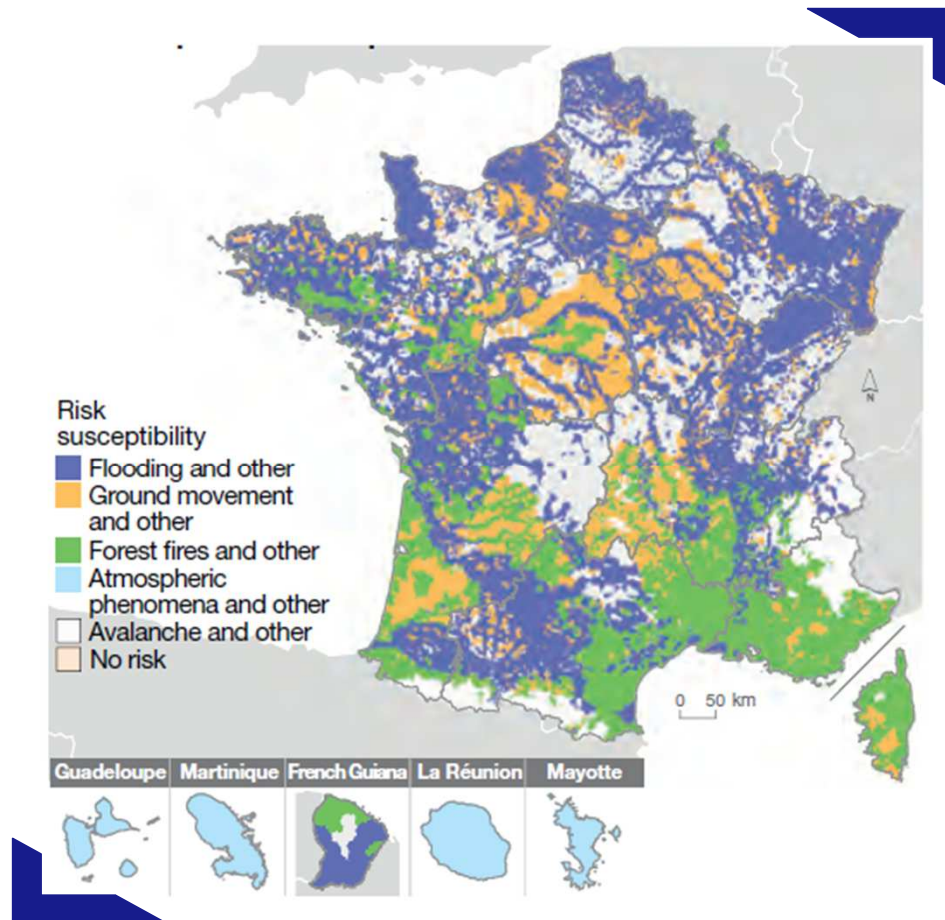 Risk
susceptibility
Flooding and other
Ground movement
and other
Forest fires and other
Atmospheric
phenomena and other
Avalanche and other
No risk
N
0 50 km
Guadeloupe Martinique French Guiana La Réunion Mayotte